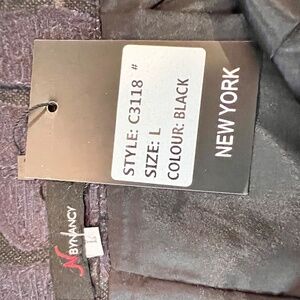 STYLE: C3118 #
SIZE: L
COLOUR: BLACK
NEW YORK
N BYNANCY
L